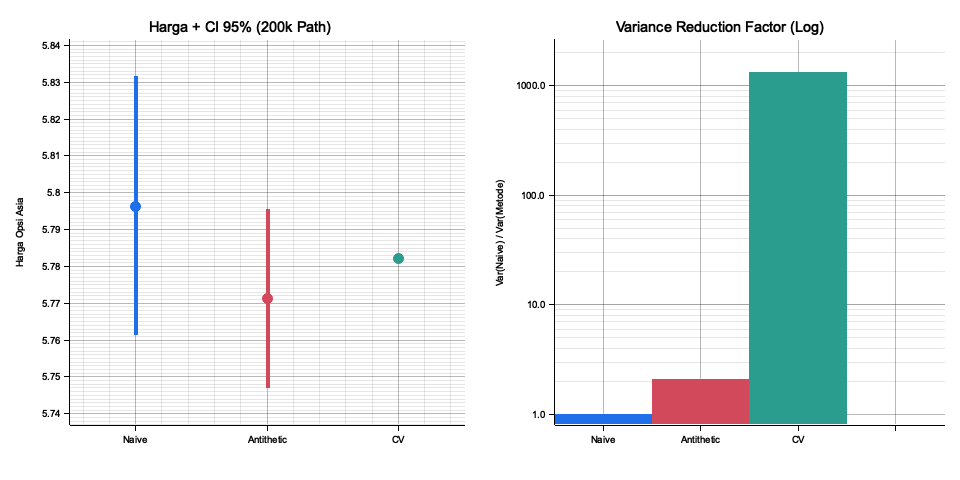 Harga + CI 95% (200k Path)
Harga Opsi Asia
5.84
5.83
5.82
5.81
5.8
5.79
5.78
5.77
5.76
5.75
5.74
Naive
Antithetic
CV
Variance Reduction Factor (Log)
Var(Naive) / Var(Metode)
1000.0
100.0
10.0
1.0
Naive
Antithetic
CV